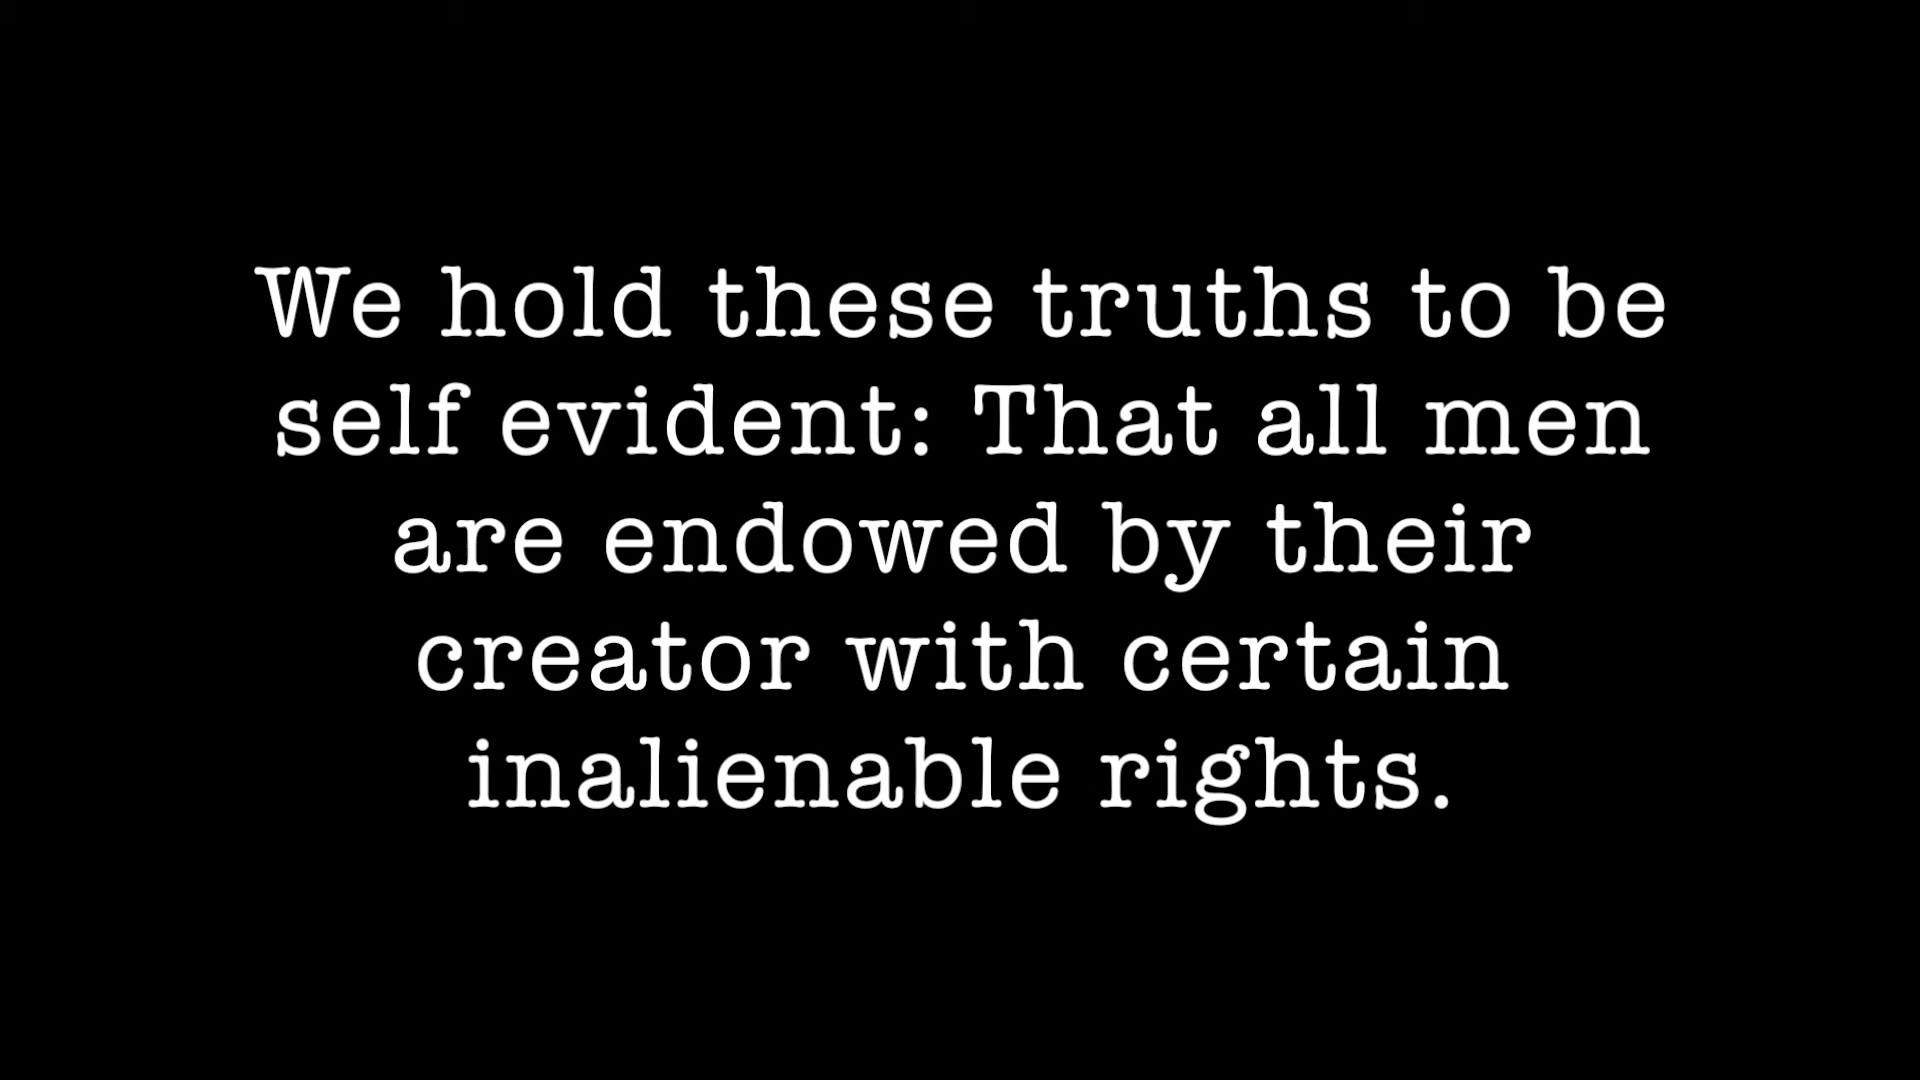 We hold these truths to be
self evident: That all men
are endowed by their
creator with certain
inalienable rights.